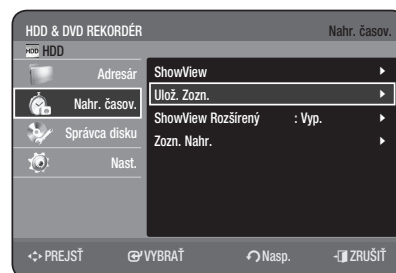 HDD & DVD REKORDÉR Nahr. časov.
HDD HDD
Adresár
Nahr. časov.
Správca disku
Nast.
ShowView
Ulož. Zozn.
ShowView Rozšírený : Vyp.
Zozn. Nahr.
PREJSŤ VYBRAŤ Nasp. ZRUŠIŤ